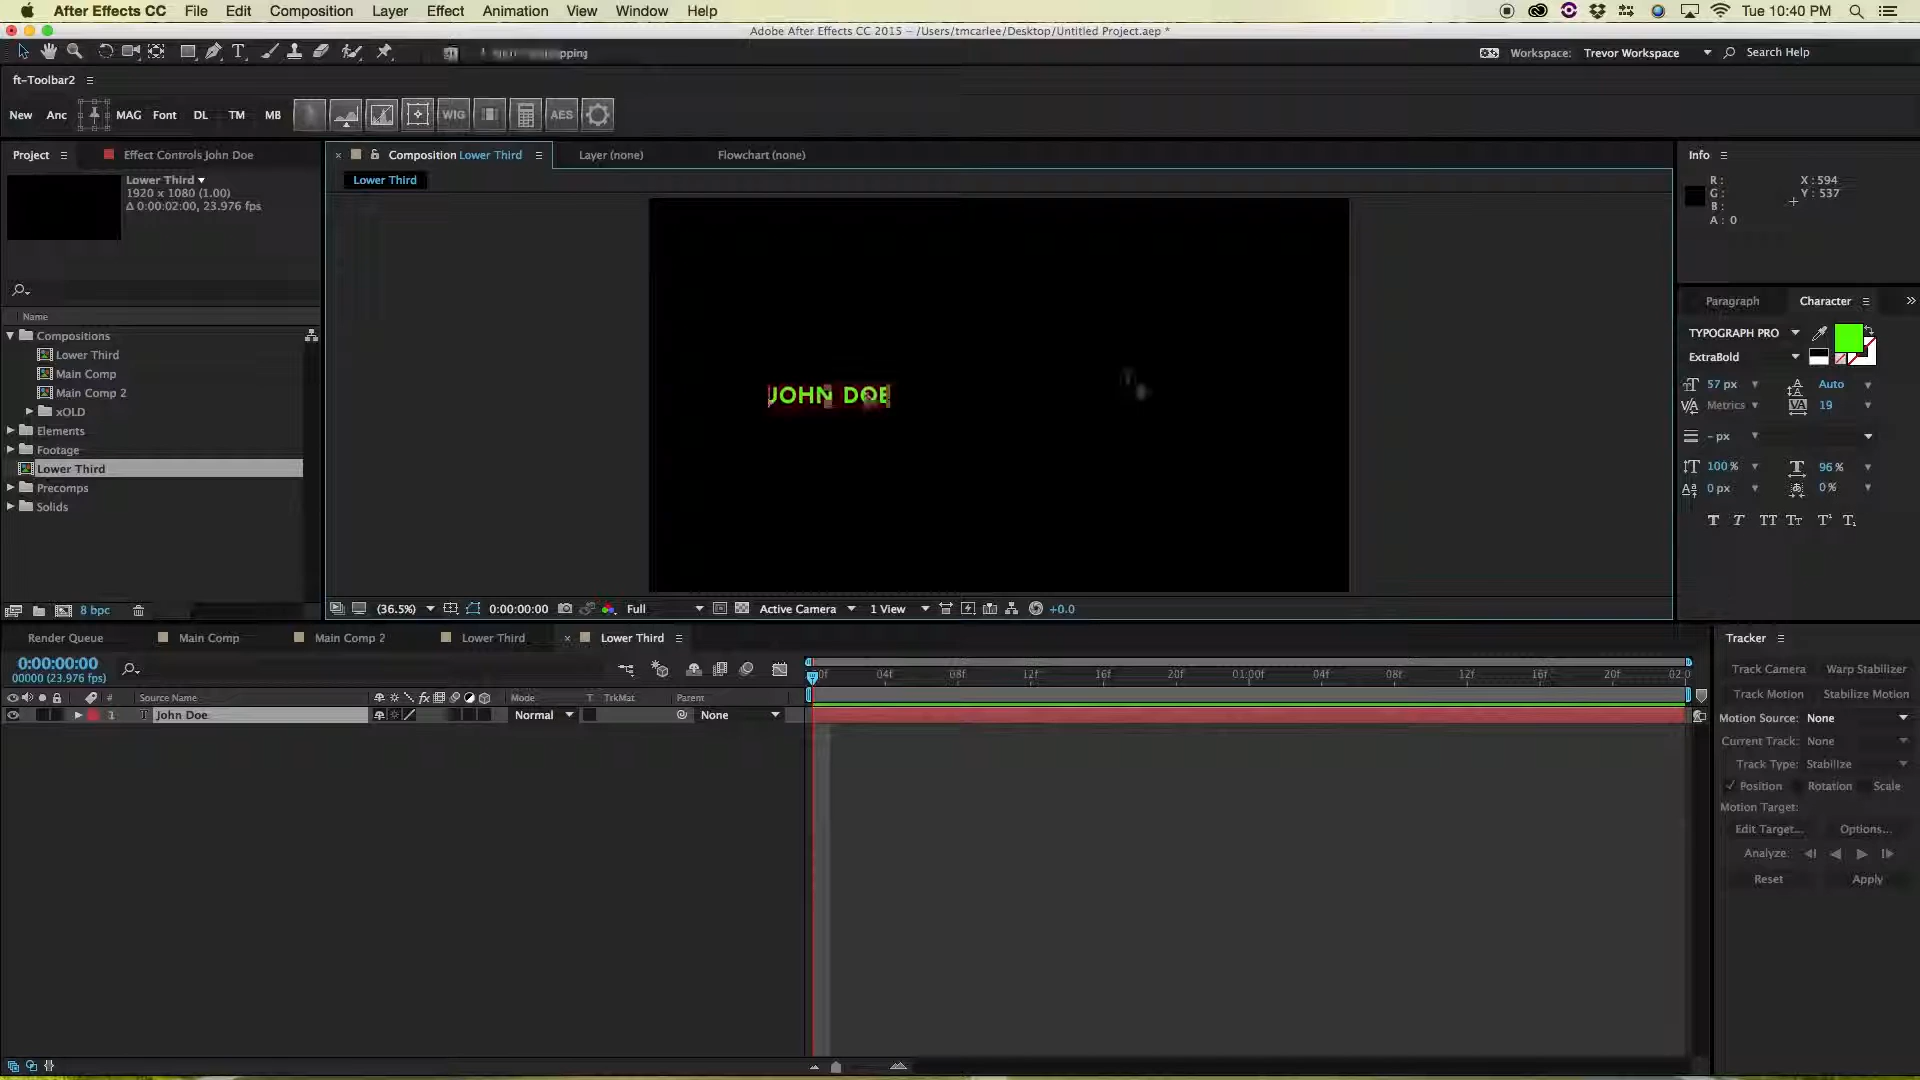 After Effects CC File Edit Composition Layer Effect Animation View Window Help Tue 10:40 PM
Adobe After Effects CC 2015 – /Users/tmcarlee/Desktop/Untitled Project.aep *
Workspace: Trevor Workspace Search Help
ft-Toolbar2
New Anc MAG Font DL TM MB WIG AES
Project Effect Controls John Doe Composition Lower Third Layer (none) Flowchart (none) Info
Lower Third
1920 x 1080 (1.00)
Δ 0:00:02:00, 23.976 fps
Lower Third
R :
G :
B :
A : 0
X : 594
Y : 537
Paragraph Character
TYPOGRAPH PRO
ExtraBold
57 px Auto
Metrics 19
- px
100 % 96 %
0 px 0 %
T T TT Tt T¹ T₁
JOHN DOE
Name
Compositions
Lower Third
Main Comp
Main Comp 2
xOLD
Elements
Footage
Lower Third
Precomps
Solids
8 bpc
(36.5%) 0:00:00:00 Full Active Camera 1 View +0.0
Render Queue Main Comp Main Comp 2 Lower Third Lower Third
0:00:00:00
00000 (23.976 fps)
04f 08f 12f 16f 20f 01:00f 04f 08f 12f 16f 20f 02:0
# Source Name Mode T TrkMat Parent
1 T John Doe Normal None
Tracker
Track Camera Warp Stabilizer
Track Motion Stabilize Motion
Motion Source: None
Current Track: None
Track Type: Stabilize
Position Rotation Scale
Motion Target:
Edit Target... Options...
Analyze:
Reset Apply